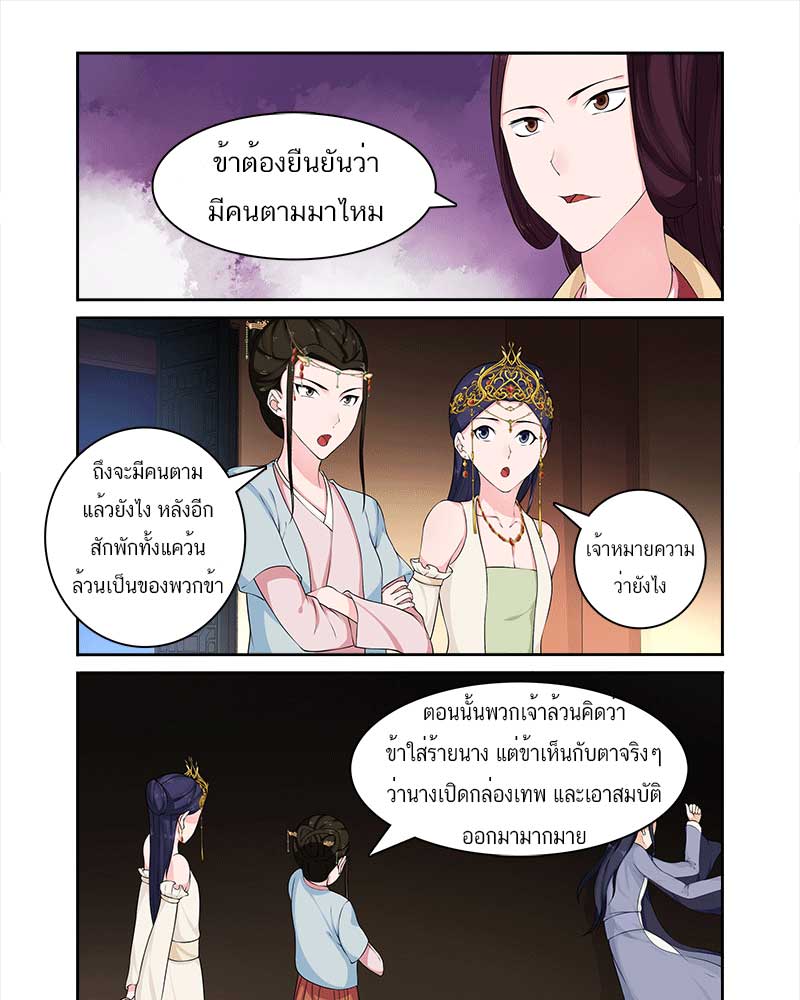 ข้าต้องยืนยันว่า
มีคนตามมาไหม
ถึงจะมีคนตาม
แล้วยังไง หลังอีก
สักพักทั้งแคว้น
ล้วนเป็นของพวกข้า
เจ้าหมายความ
ว่ายังไง
ตอนนั้นพวกเจ้าล้วนคิดว่า
ข้าใส่ร้ายนาง แต่ข้าเห็นกับตาจริงๆ
ว่านางเปิดกล่องเทพ และเอาสมบัติ
ออกมามากมาย